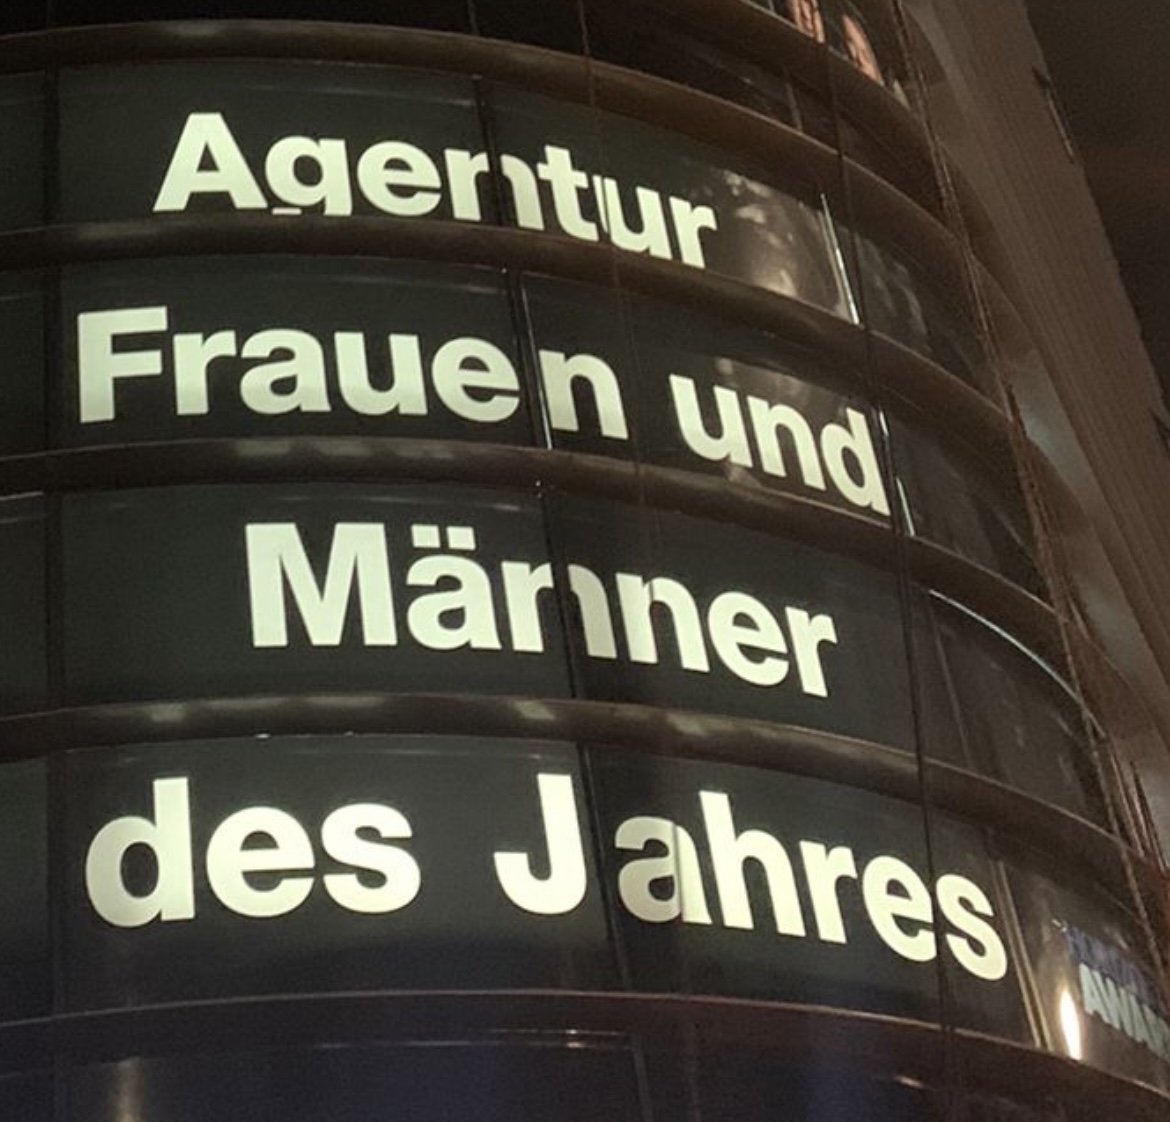 Agentur
Frauen und
Männer
des Jahres